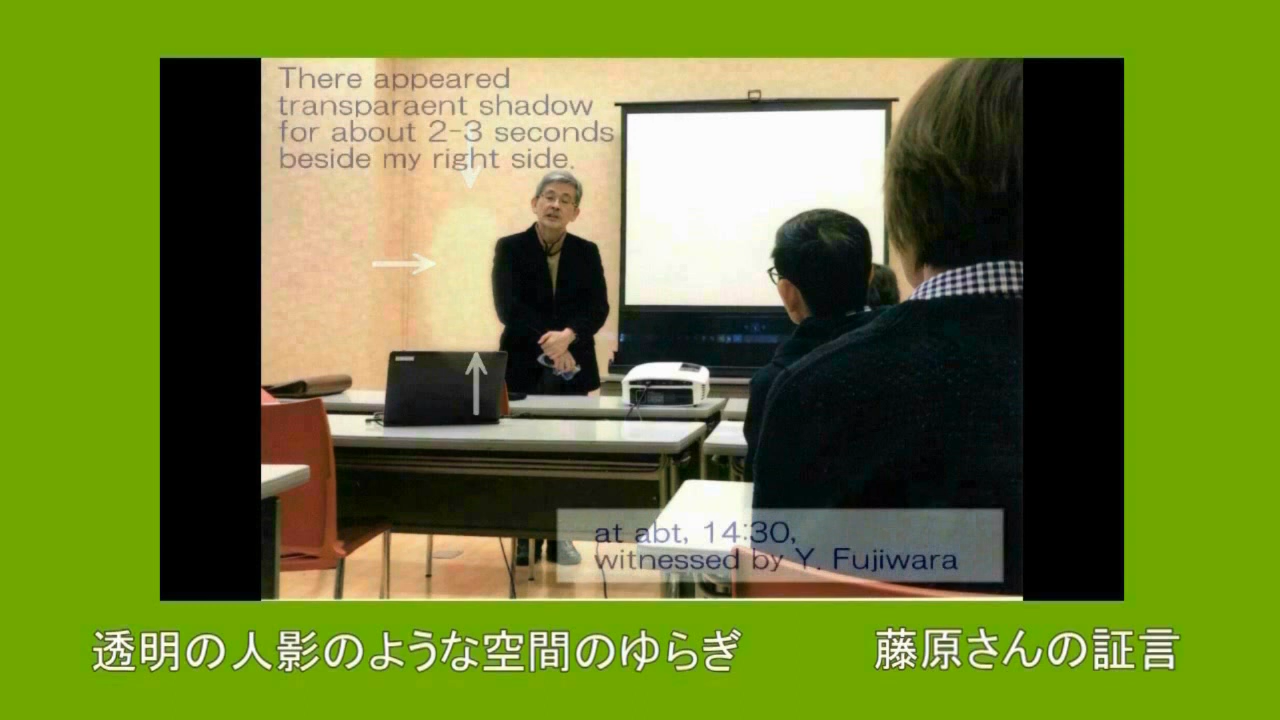 There appeared
transparaent shadow
for about 2-3 seconds
beside my right side.
at abt, 14:30,
witnessed by Y. Fujiwara
透明の人影のような空間のゆらぎ 藤原さんの証言